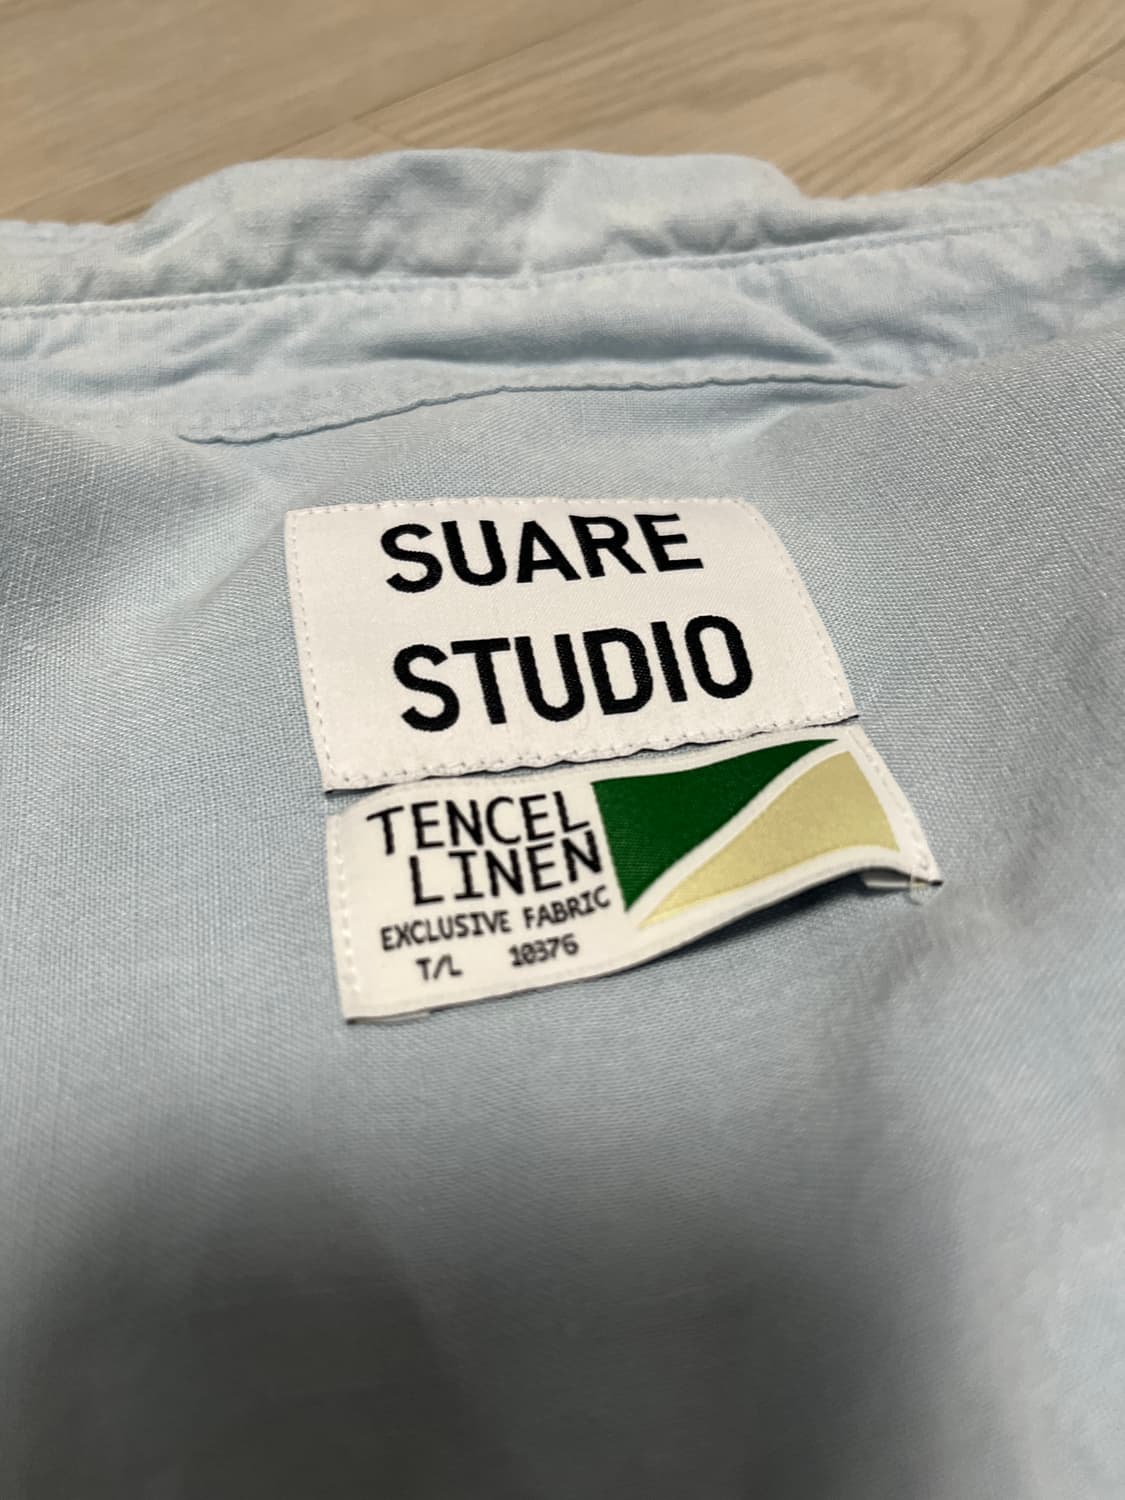 SUARE
STUDIO
TENCEL
LINEN
EXCLUSIVE FABRIC
T/L 10376